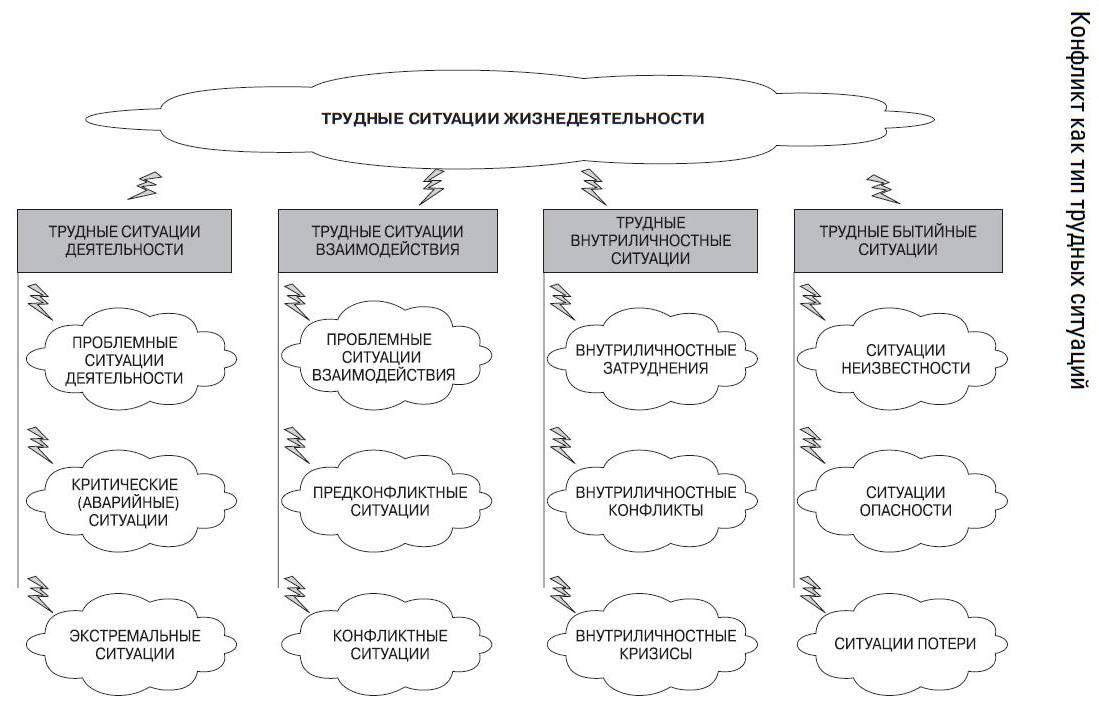 Конфликт как тип трудных ситуаций
ТРУДНЫЕ СИТУАЦИИ ЖИЗНЕДЕЯТЕЛЬНОСТИ
ТРУДНЫЕ СИТУАЦИИ
ДЕЯТЕЛЬНОСТИ
ПРОБЛЕМНЫЕ
СИТУАЦИИ
ДЕЯТЕЛЬНОСТИ
КРИТИЧЕСКИЕ
(АВАРИЙНЫЕ)
СИТУАЦИИ
ЭКСТРЕМАЛЬНЫЕ
СИТУАЦИИ
ТРУДНЫЕ СИТУАЦИИ
ВЗАИМОДЕЙСТВИЯ
ПРОБЛЕМНЫЕ
СИТУАЦИИ
ВЗАИМОДЕЙСТВИЯ
ПРЕДКОНФЛИКТНЫЕ
СИТУАЦИИ
КОНФЛИКТНЫЕ
СИТУАЦИИ
ТРУДНЫЕ
ВНУТРИЛИЧНОСТНЫЕ
СИТУАЦИИ
ВНУТРИЛИЧНОСТНЫЕ
ЗАТРУДНЕНИЯ
ВНУТРИЛИЧНОСТНЫЕ
КОНФЛИКТЫ
ВНУТРИЛИЧНОСТНЫЕ
КРИЗИСЫ
ТРУДНЫЕ БЫТИЙНЫЕ
СИТУАЦИИ
СИТУАЦИИ
НЕИЗВЕСТНОСТИ
СИТУАЦИИ
ОПАСНОСТИ
СИТУАЦИИ ПОТЕРИ